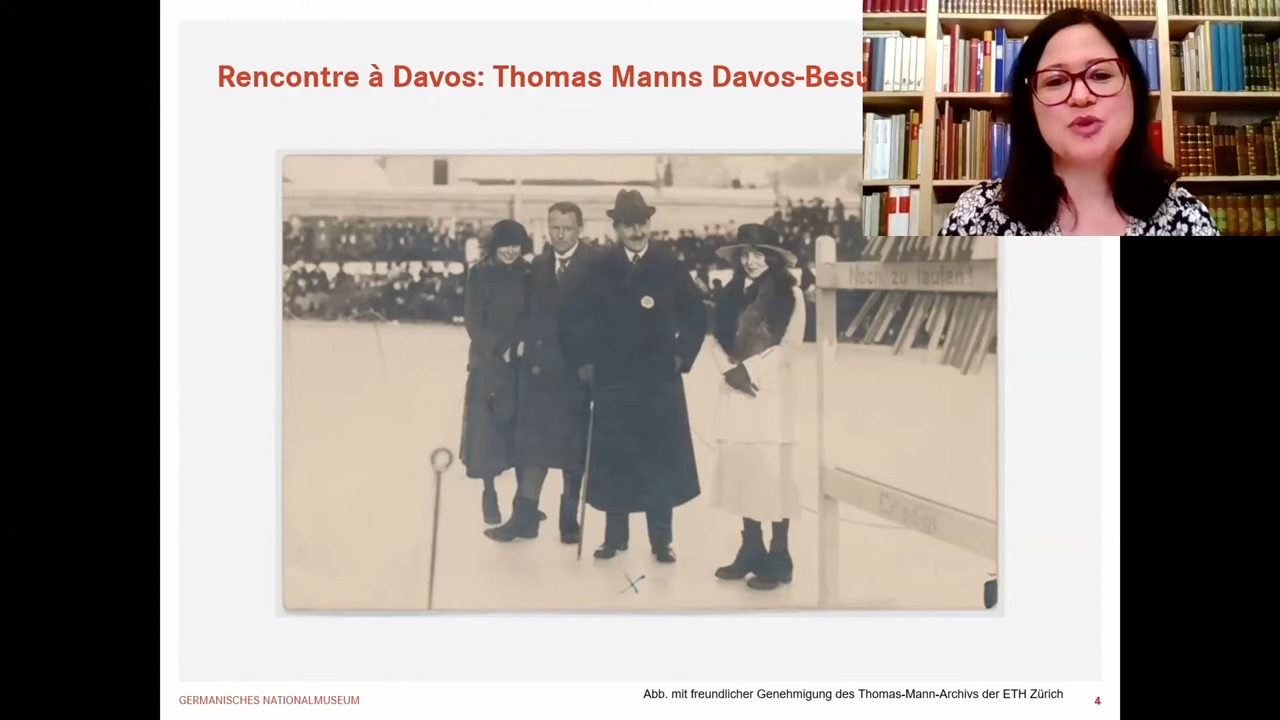 Rencontre à Davos: Thomas Manns Davos-Besu
Noch zu laufen!
GERMANISCHES NATIONALMUSEUM
Abb. mit freundlicher Genehmigung des Thomas-Mann-Archivs der ETH Zürich
4